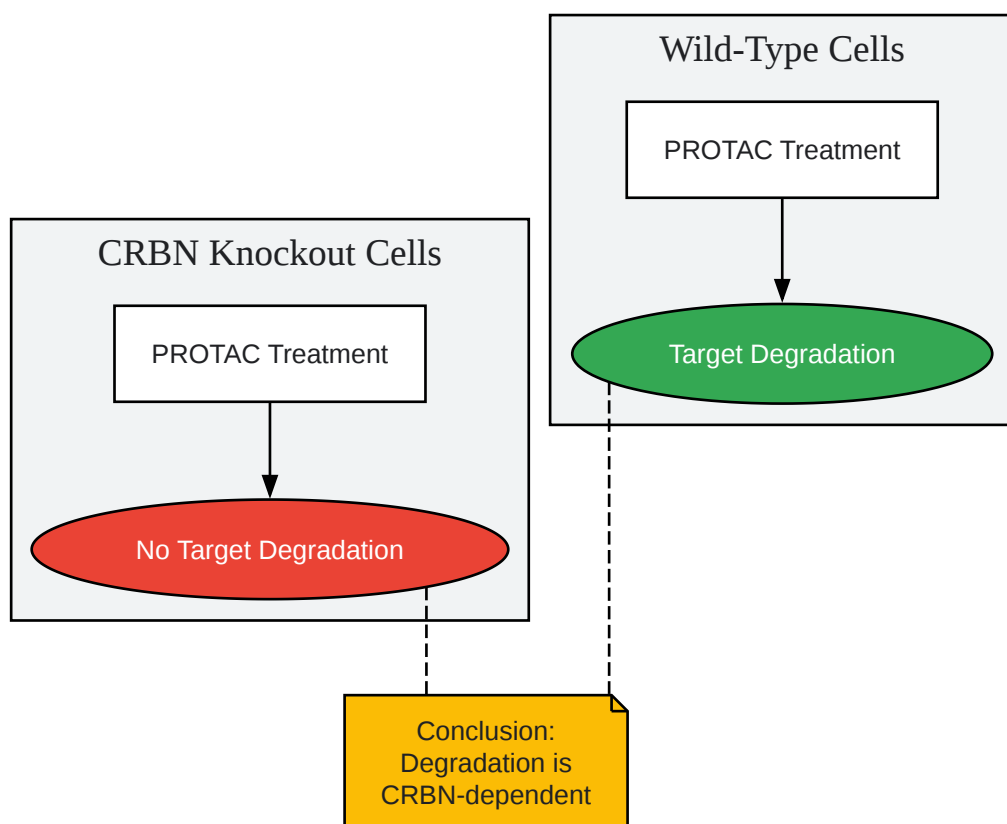 Wild-Type Cells
PROTAC Treatment
Target Degradation
CRBN Knockout Cells
PROTAC Treatment
No Target Degradation
Conclusion:
Degradation is
CRBN-dependent